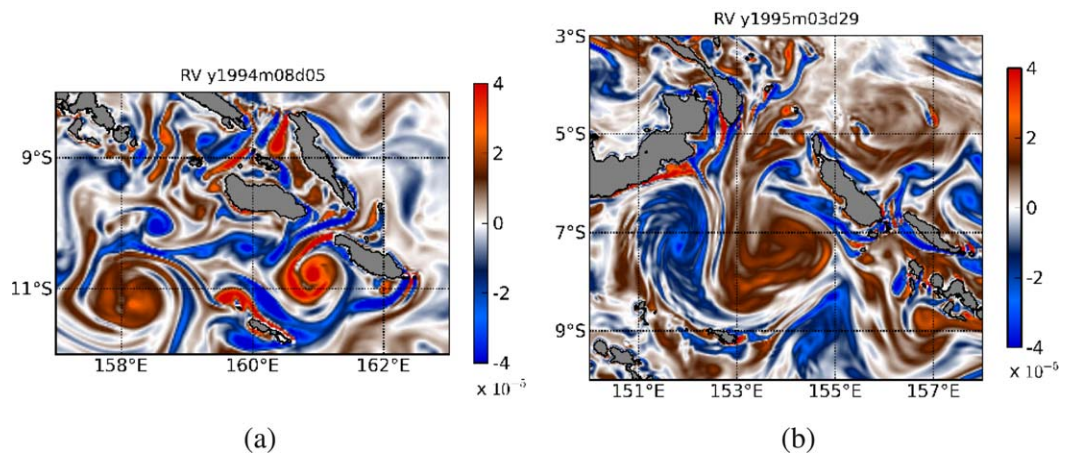 RV y1994m08d05
9°S
11°S
158°E 160°E 162°E
4
2
0
-2
-4
x 10⁻⁵
(a)
RV y1995m03d29
3°S
5°S
7°S
9°S
151°E 153°E 155°E 157°E
4
2
0
-2
-4
x 10⁻⁵
(b)